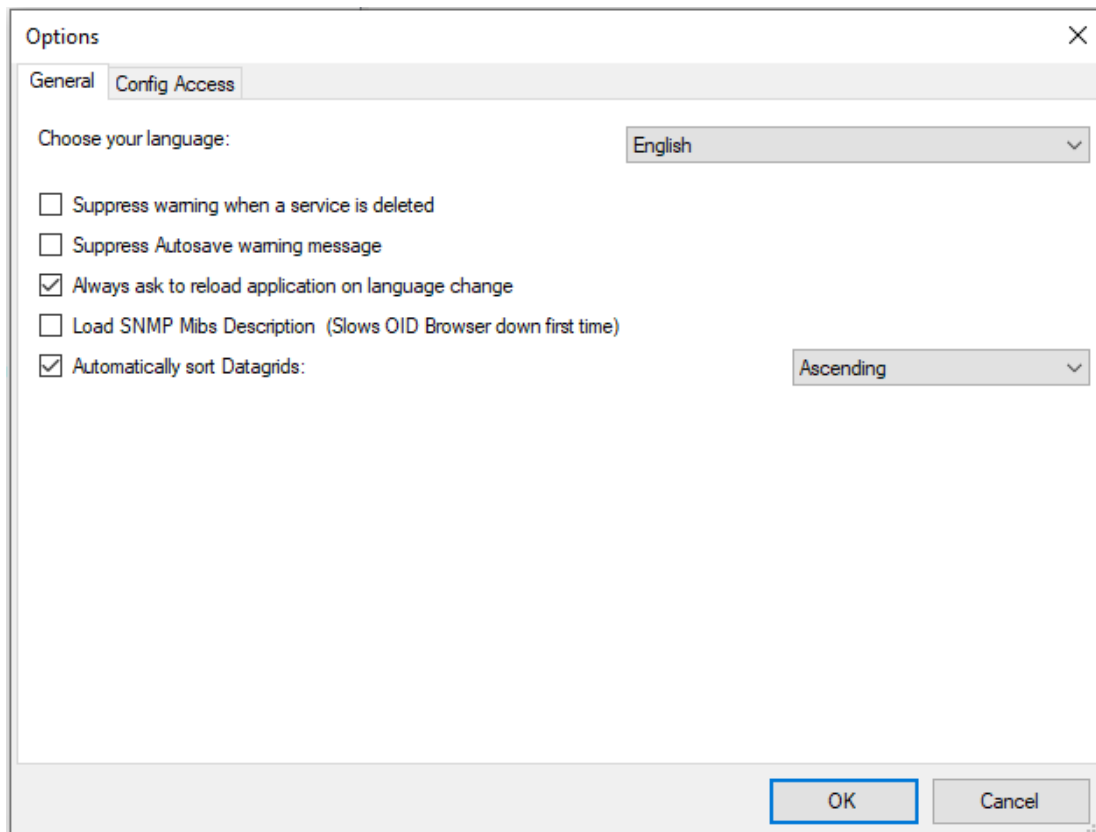 Options
General Config Access
Choose your language: English
Suppress warning when a service is deleted
Suppress Autosave warning message
Always ask to reload application on language change
Load SNMP Mibs Description (Slows OID Browser down first time)
Automatically sort Datagrids: Ascending
OK Cancel